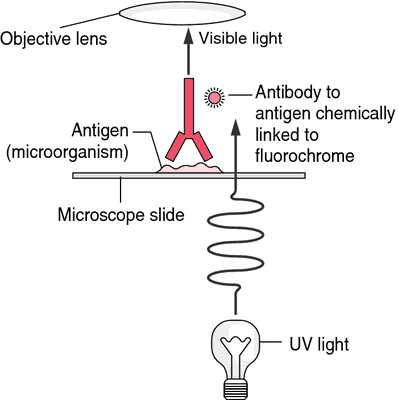 Objective lens
Visible light
Antibody to
antigen chemically
linked to
fluorochrome
Antigen
(microorganism)
Microscope slide
UV light